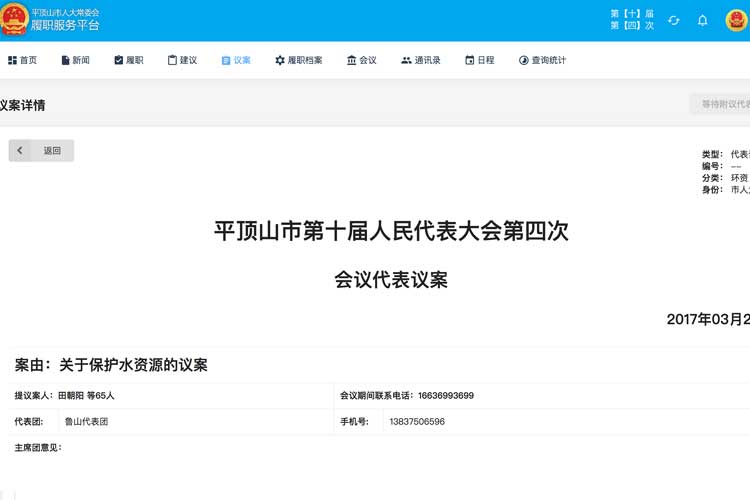 平顶山市人大常委会
履职服务平台
第【十】届
第【四】次
首页 新闻 履职 建议 议案 履职档案 会议 通讯录 日程 查询统计
议案详情
等待附议代表
返回
类型： 代表
编号： ---
分类： 环资
身份： 市人
平顶山市第十届人民代表大会第四次
会议代表议案
2017年03月2
案由：关于保护水资源的议案
提议案人：田朝阳 等65人 会议期间联系电话：16636993699
代表团： 鲁山代表团 手机号： 13837506596
主席团意见：